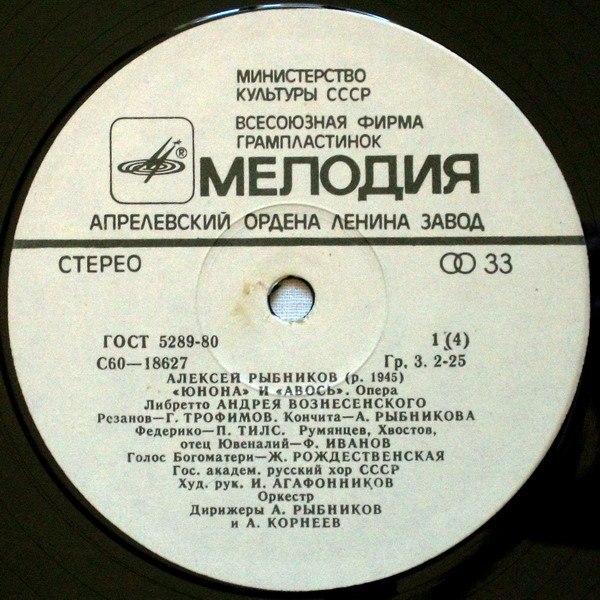 МИНИСТЕРСТВО
КУЛЬТУРЫ СССР
ВСЕСОЮЗНАЯ ФИРМА
ГРАМПЛАСТИНОК
®
МЕЛОДИЯ
АПРЕЛЕВСКИЙ ОРДЕНА ЛЕНИНА ЗАВОД
СТЕРЕО 33
ГОСТ 5289-80 1 (4)
С60—18627 Гр. 3. 2-25
АЛЕКСЕЙ РЫБНИКОВ (р. 1945)
«ЮНОНА» И «АВОСЬ». Опера
Либретто АНДРЕЯ ВОЗНЕСЕНСКОГО
Резанов—Г. ТРОФИМОВ. Кончита—А. РЫБНИКОВА
Федерико—П. ТИЛС. Румянцев, Хвостов,
отец Ювеналий—Ф. ИВАНОВ
Голос Богоматери—Ж. РОЖДЕСТВЕНСКАЯ
Гос. академ. русский хор СССР
Худ. рук. И. АГАФОННИКОВ
Оркестр
Дирижеры А. РЫБНИКОВ
и А. КОРНЕЕВ